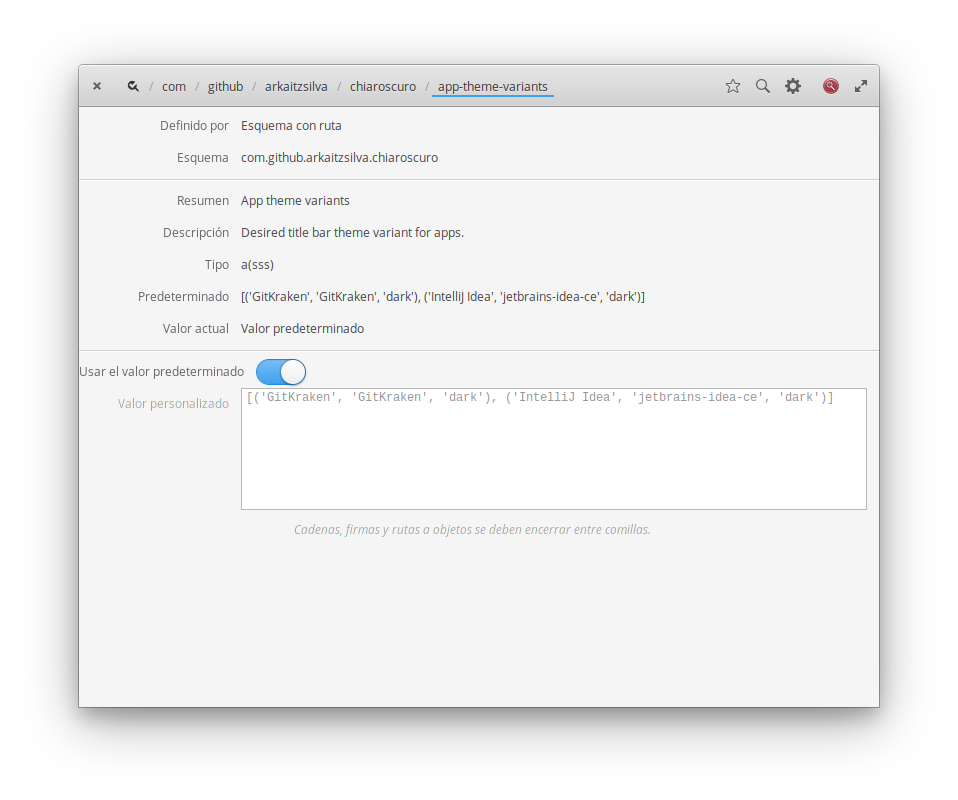 / com / github / arkaitzsilva / chiaroscuro / app-theme-variants
Definido por Esquema con ruta
Esquema com.github.arkaitzsilva.chiaroscuro
Resumen App theme variants
Descripción Desired title bar theme variant for apps.
Tipo a(sss)
Predeterminado [('GitKraken', 'GitKraken', 'dark'), ('IntelliJ Idea', 'jetbrains-idea-ce', 'dark')]
Valor actual Valor predeterminado
Usar el valor predeterminado
Valor personalizado [('GitKraken', 'GitKraken', 'dark'), ('IntelliJ Idea', 'jetbrains-idea-ce', 'dark')]
Cadenas, firmas y rutas a objetos se deben encerrar entre comillas.